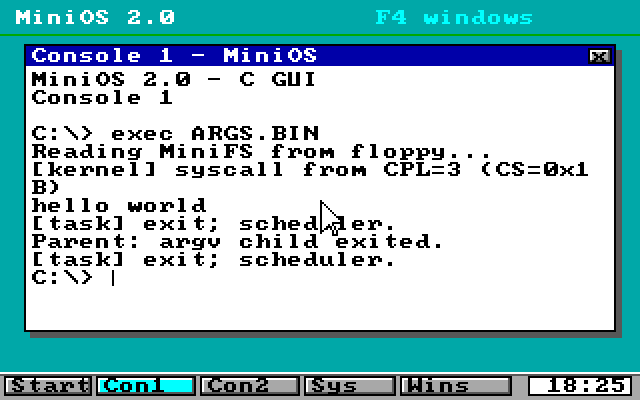 MiniOS 2.0
F4 windows
Console 1 - MiniOS
MiniOS 2.0 - C GUI
Console 1
C:\> exec ARGS.BIN
Reading MiniFS from floppy...
[kernel] syscall from CPL=3 (CS=0x1
B)
hello world
[task] exit; scheduler.
Parent: argv child exited.
[task] exit; scheduler.
C:\>
Start Con1 Con2 Sys Wins 18:25